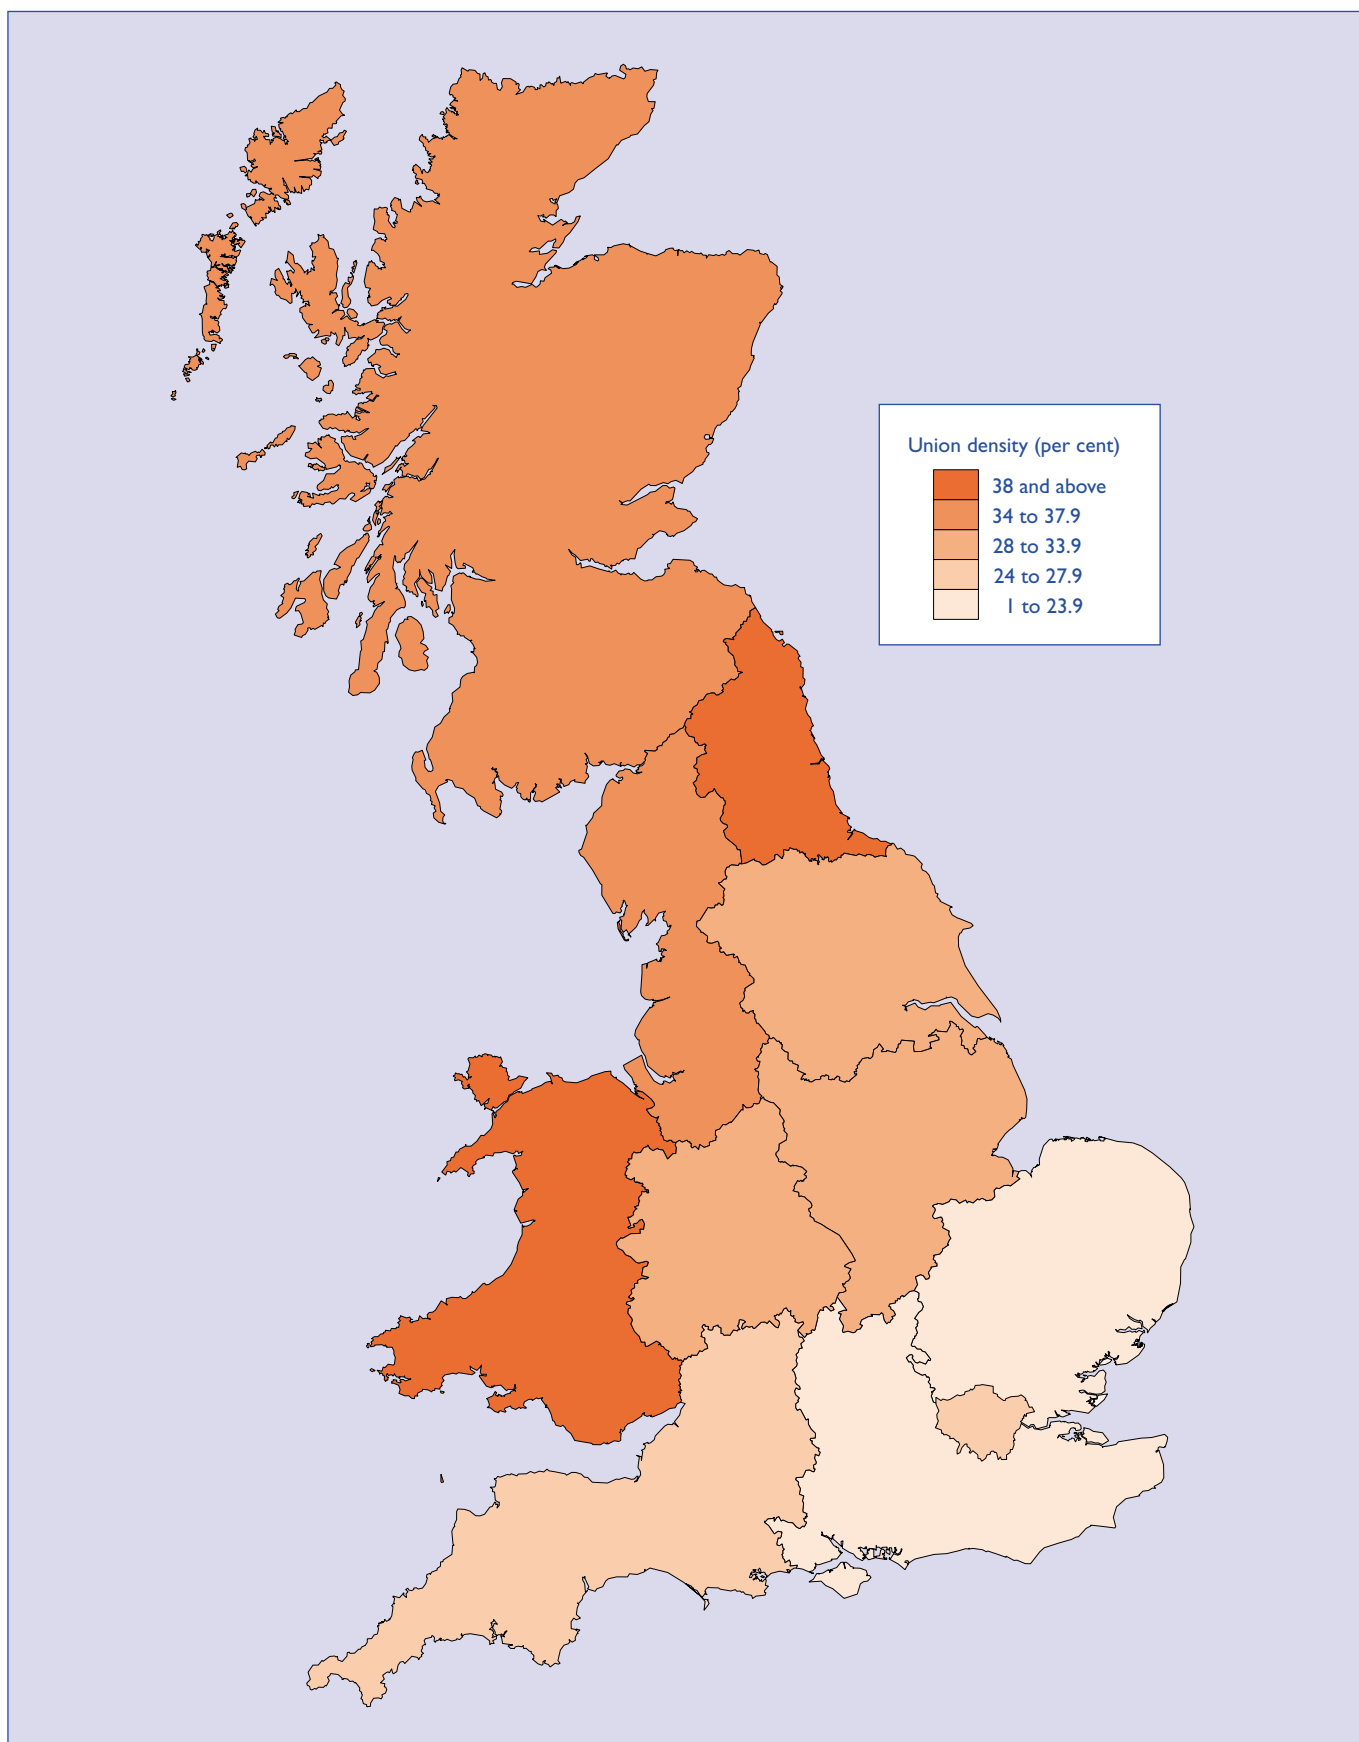 Union density (per cent)
38 and above
34 to 37.9
28 to 33.9
24 to 27.9
1 to 23.9